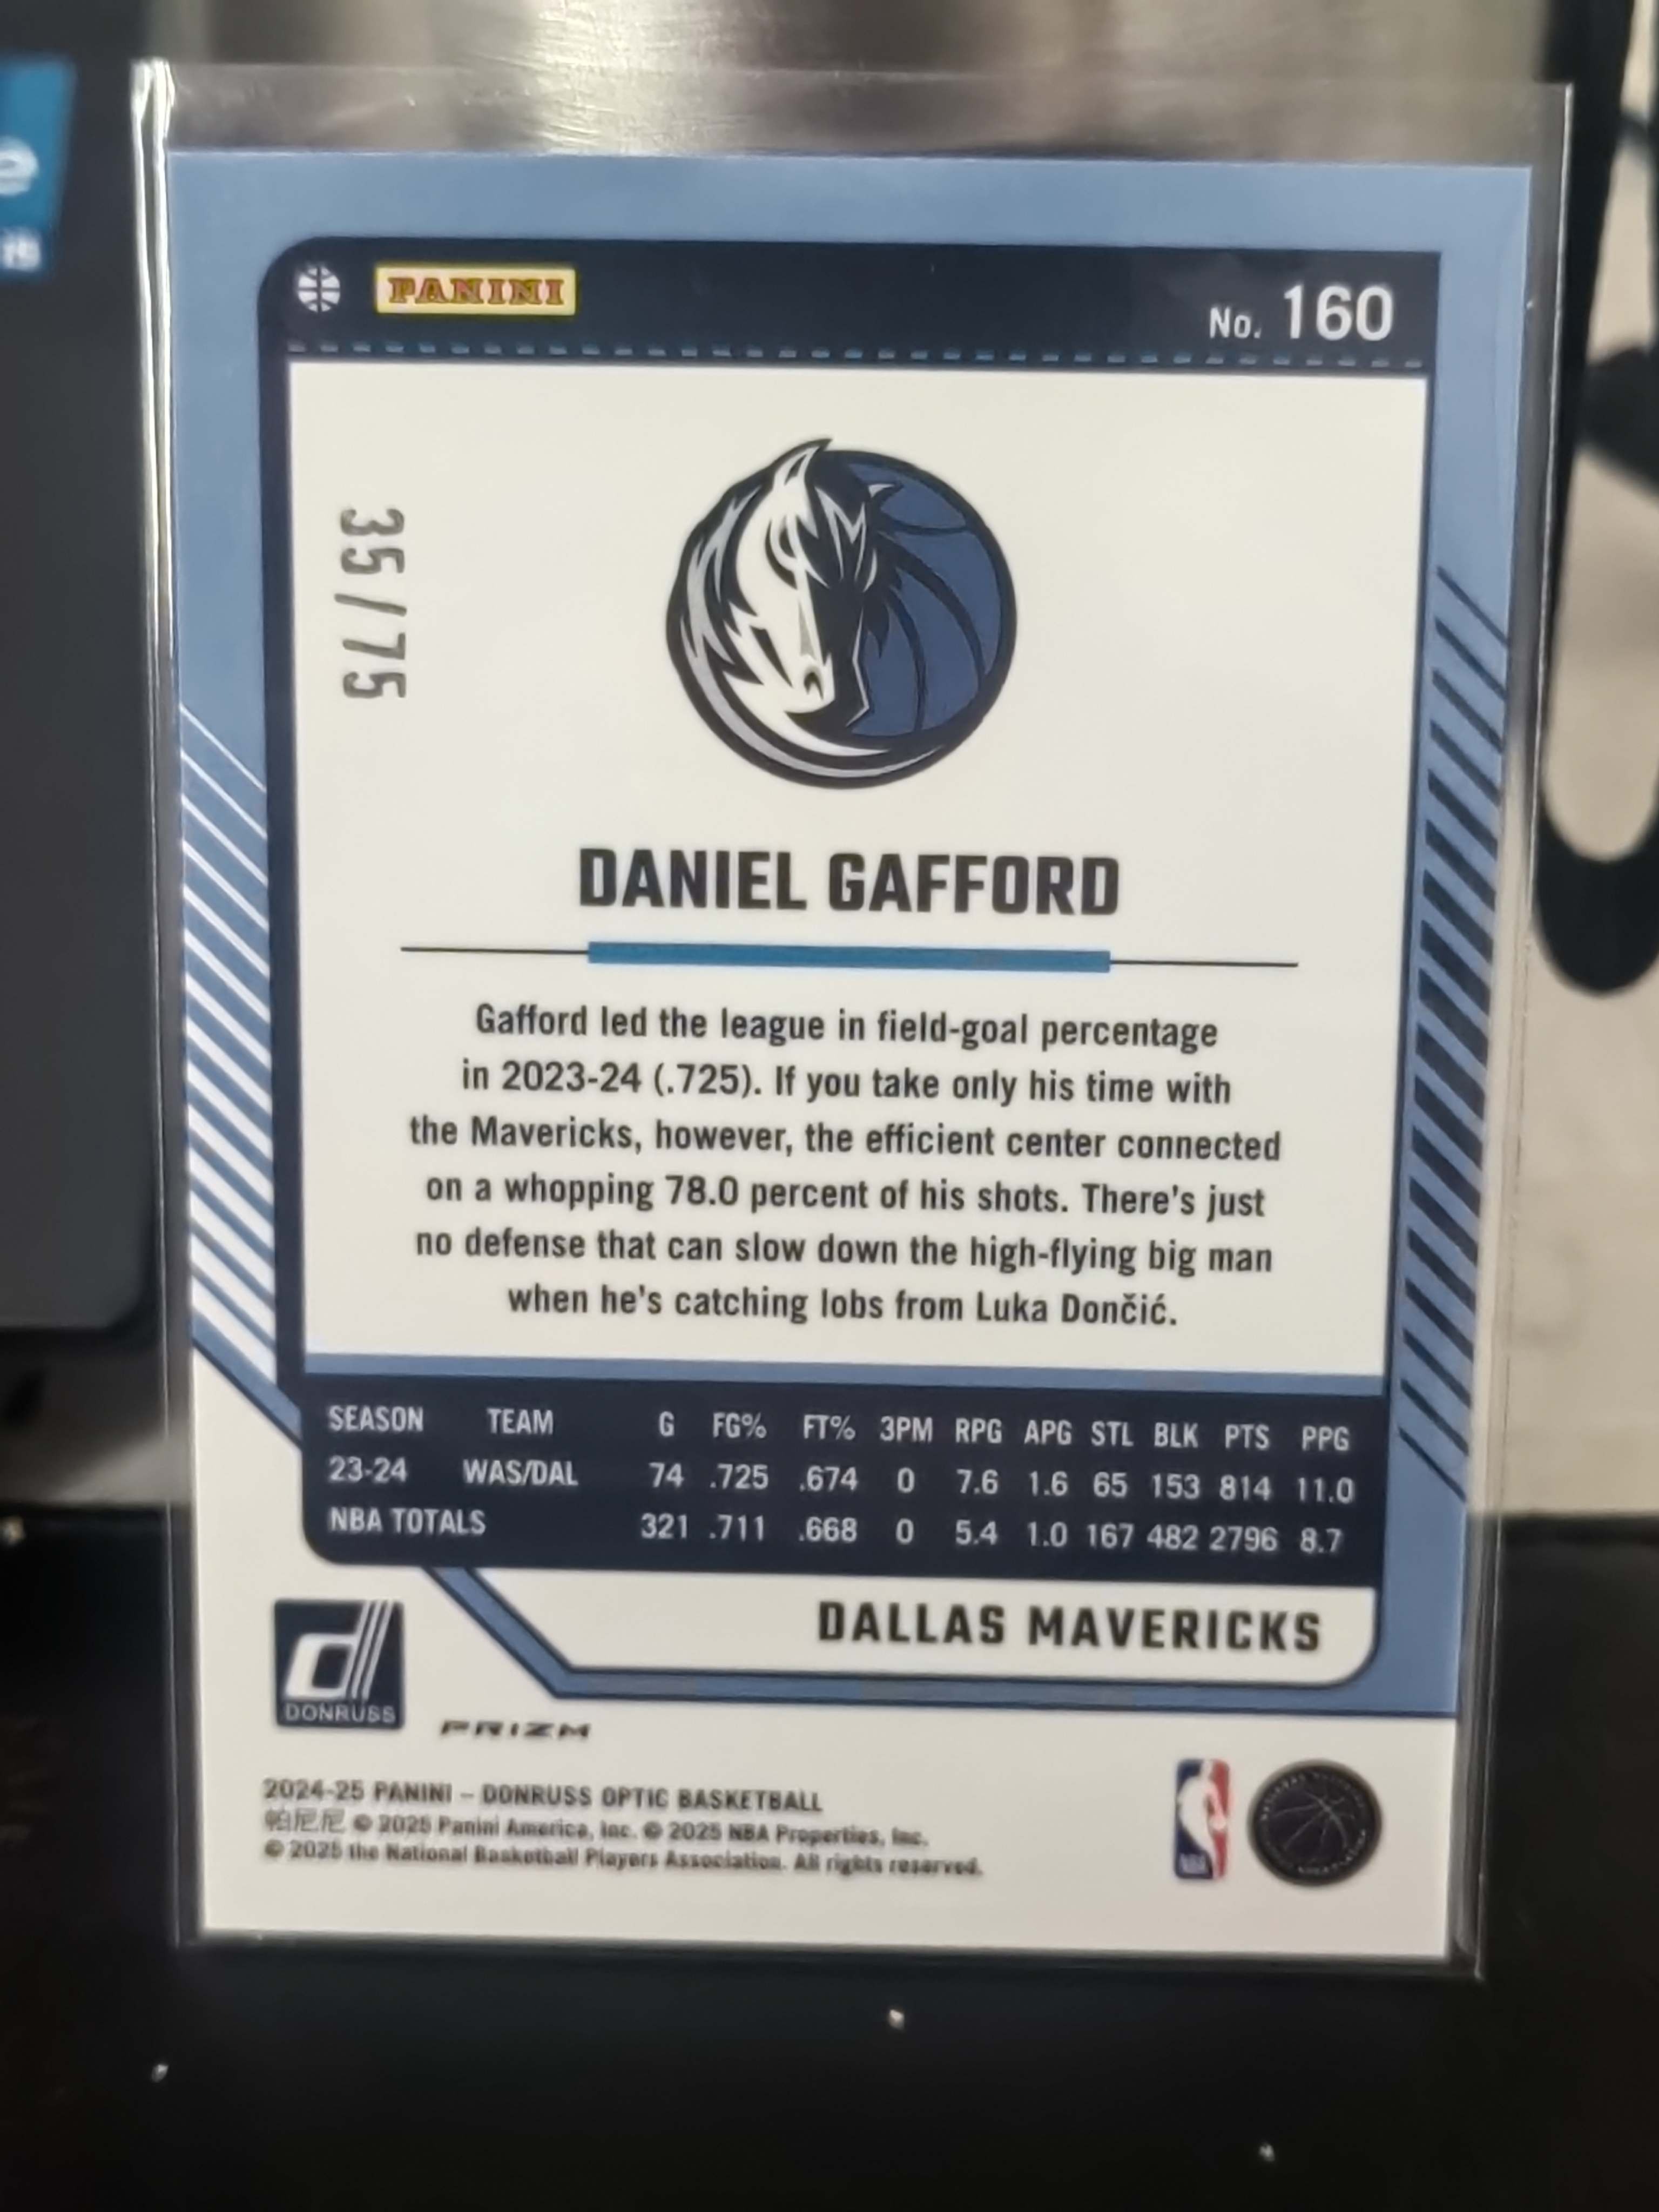 PANINI
No. 160
35/75
DANIEL GAFFORD
Gafford led the league in field-goal percentage
in 2023-24 (.725). If you take only his time with
the Mavericks, however, the efficient center connected
on a whopping 78.0 percent of his shots. There's just
no defense that can slow down the high-flying big man
when he's catching lobs from Luka Dončić.
SEASON TEAM G FG% FT% 3PM RPG APG STL BLK PTS PPG
23-24 WAS/DAL 74 .725 .674 0 7.6 1.6 65 153 814 11.0
NBA TOTALS 321 .711 .668 0 5.4 1.0 167 482 2796 8.7
DALLAS MAVERICKS
d
DONRUSS
PRIZM
2024-25 PANINI – DONRUSS OPTIC BASKETBALL
帕尼尼 © 2025 Panini America, Inc. © 2025 NBA Properties, Inc.
© 2025 the National Basketball Players Association. All rights reserved.
NBA